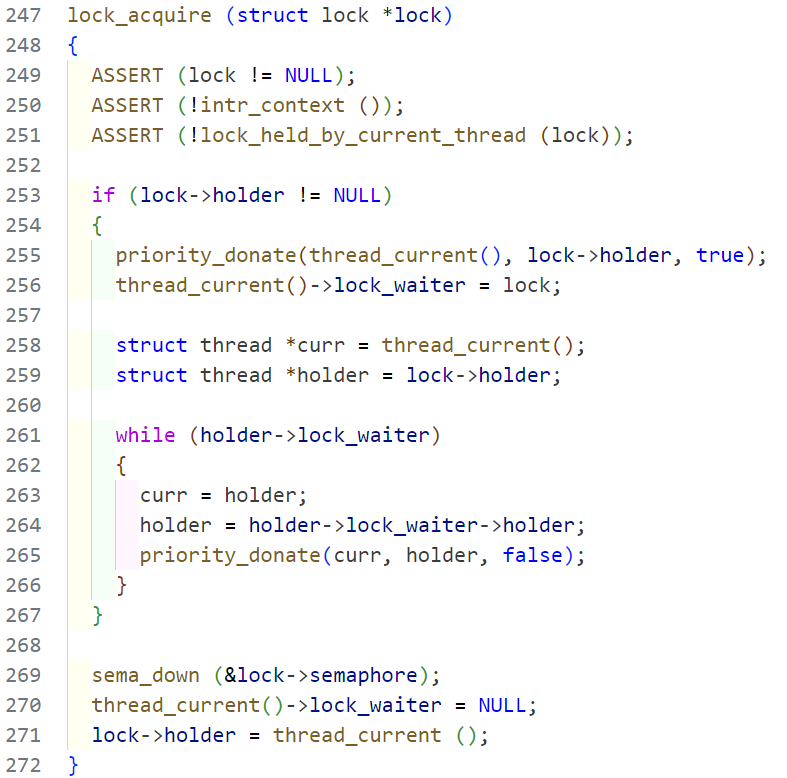 247 lock_acquire (struct lock *lock)
248 {
249   ASSERT (lock != NULL);
250   ASSERT (!intr_context ());
251   ASSERT (!lock_held_by_current_thread (lock));
252
253   if (lock->holder != NULL)
254   {
255     priority_donate(thread_current(), lock->holder, true);
256     thread_current()->lock_waiter = lock;
257
258     struct thread *curr = thread_current();
259     struct thread *holder = lock->holder;
260
261     while (holder->lock_waiter)
262     {
263       curr = holder;
264       holder = holder->lock_waiter->holder;
265       priority_donate(curr, holder, false);
266     }
267   }
268
269   sema_down (&lock->semaphore);
270   thread_current()->lock_waiter = NULL;
271   lock->holder = thread_current ();
272 }